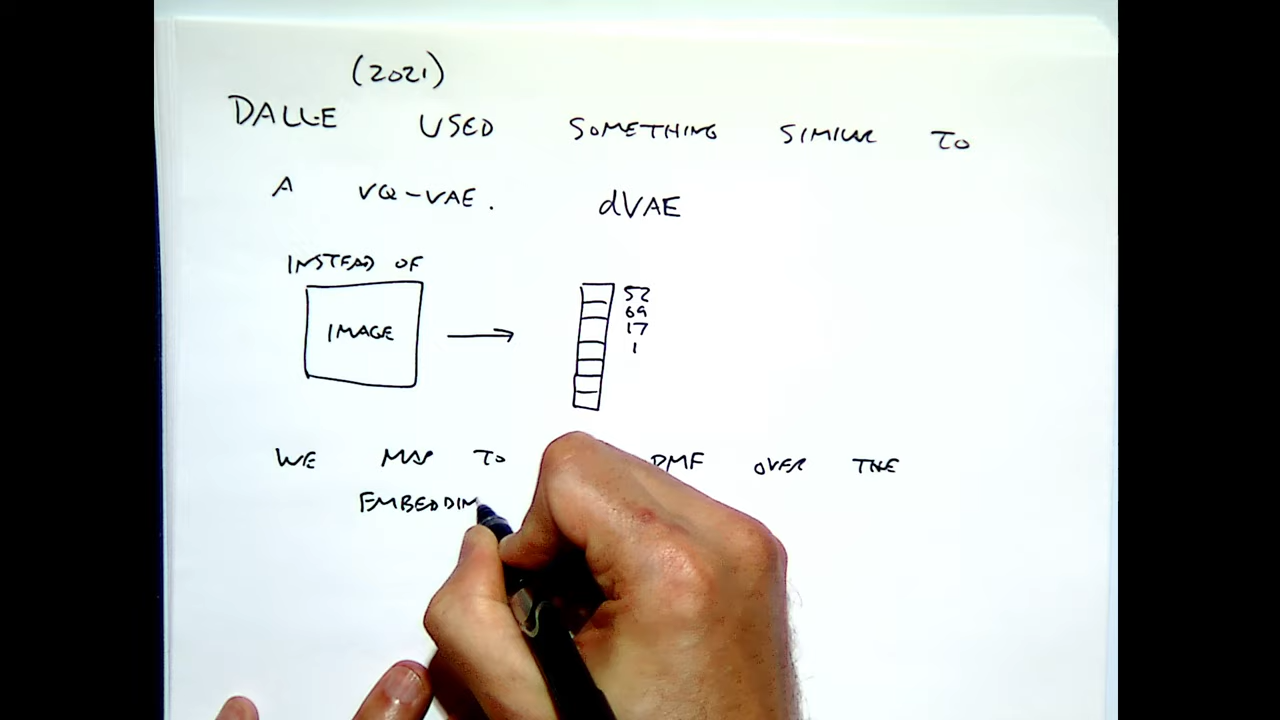 (2021)
DALLE USED SOMETHING SIMILAR TO
A VQ-VAE. dVAE
INSTEAD OF
IMAGE
52
69
17
1
WE MAP TO PMF OVER THE
EMBEDDIN